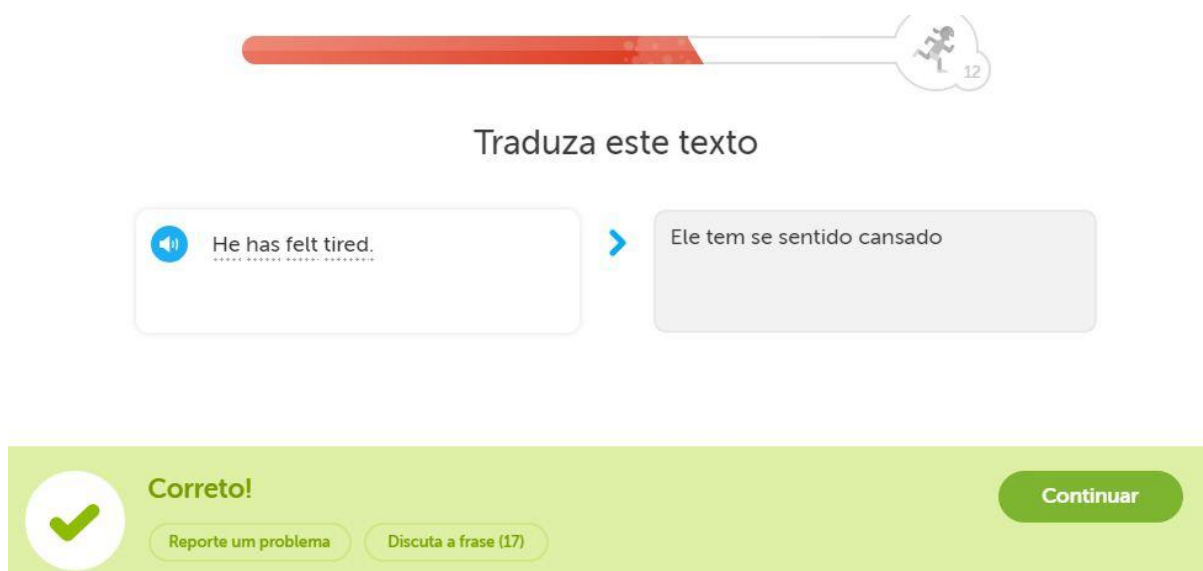 12
Traduza este texto
He has felt tired.
Ele tem se sentido cansado
Correto!
Continuar
Reporte um problema
Discuta a frase (17)